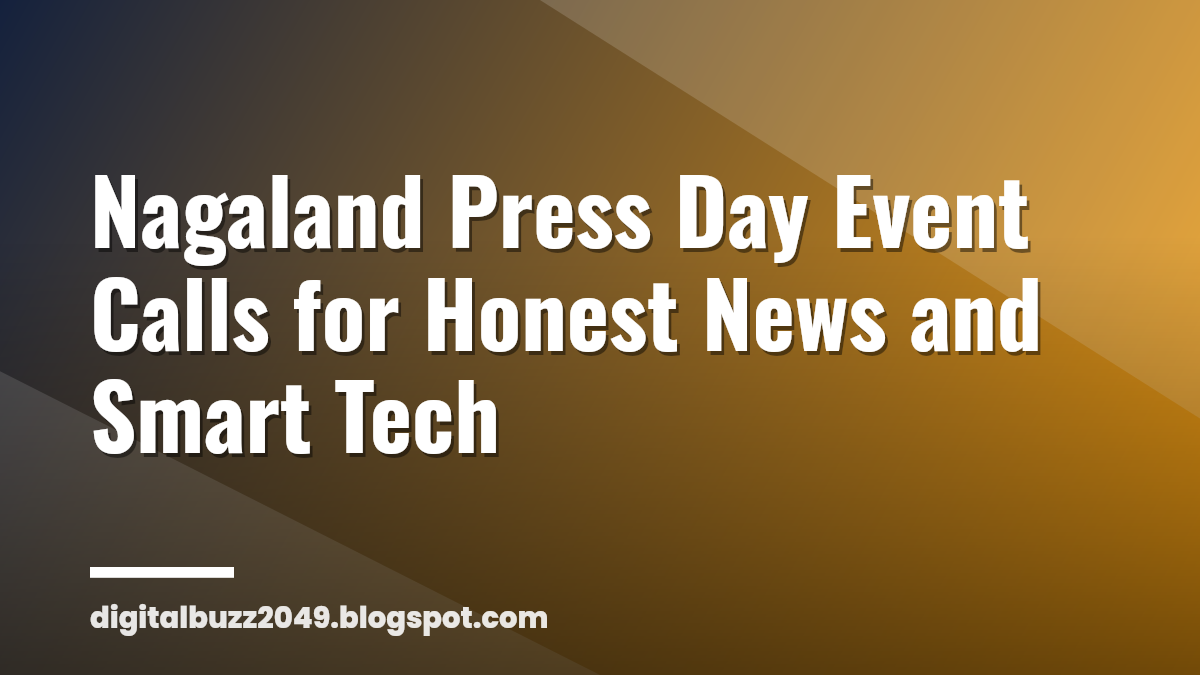 Nagaland Press Day Event
Calls for Honest News and
Smart Tech
digitalbuzz2049.blogspot.com